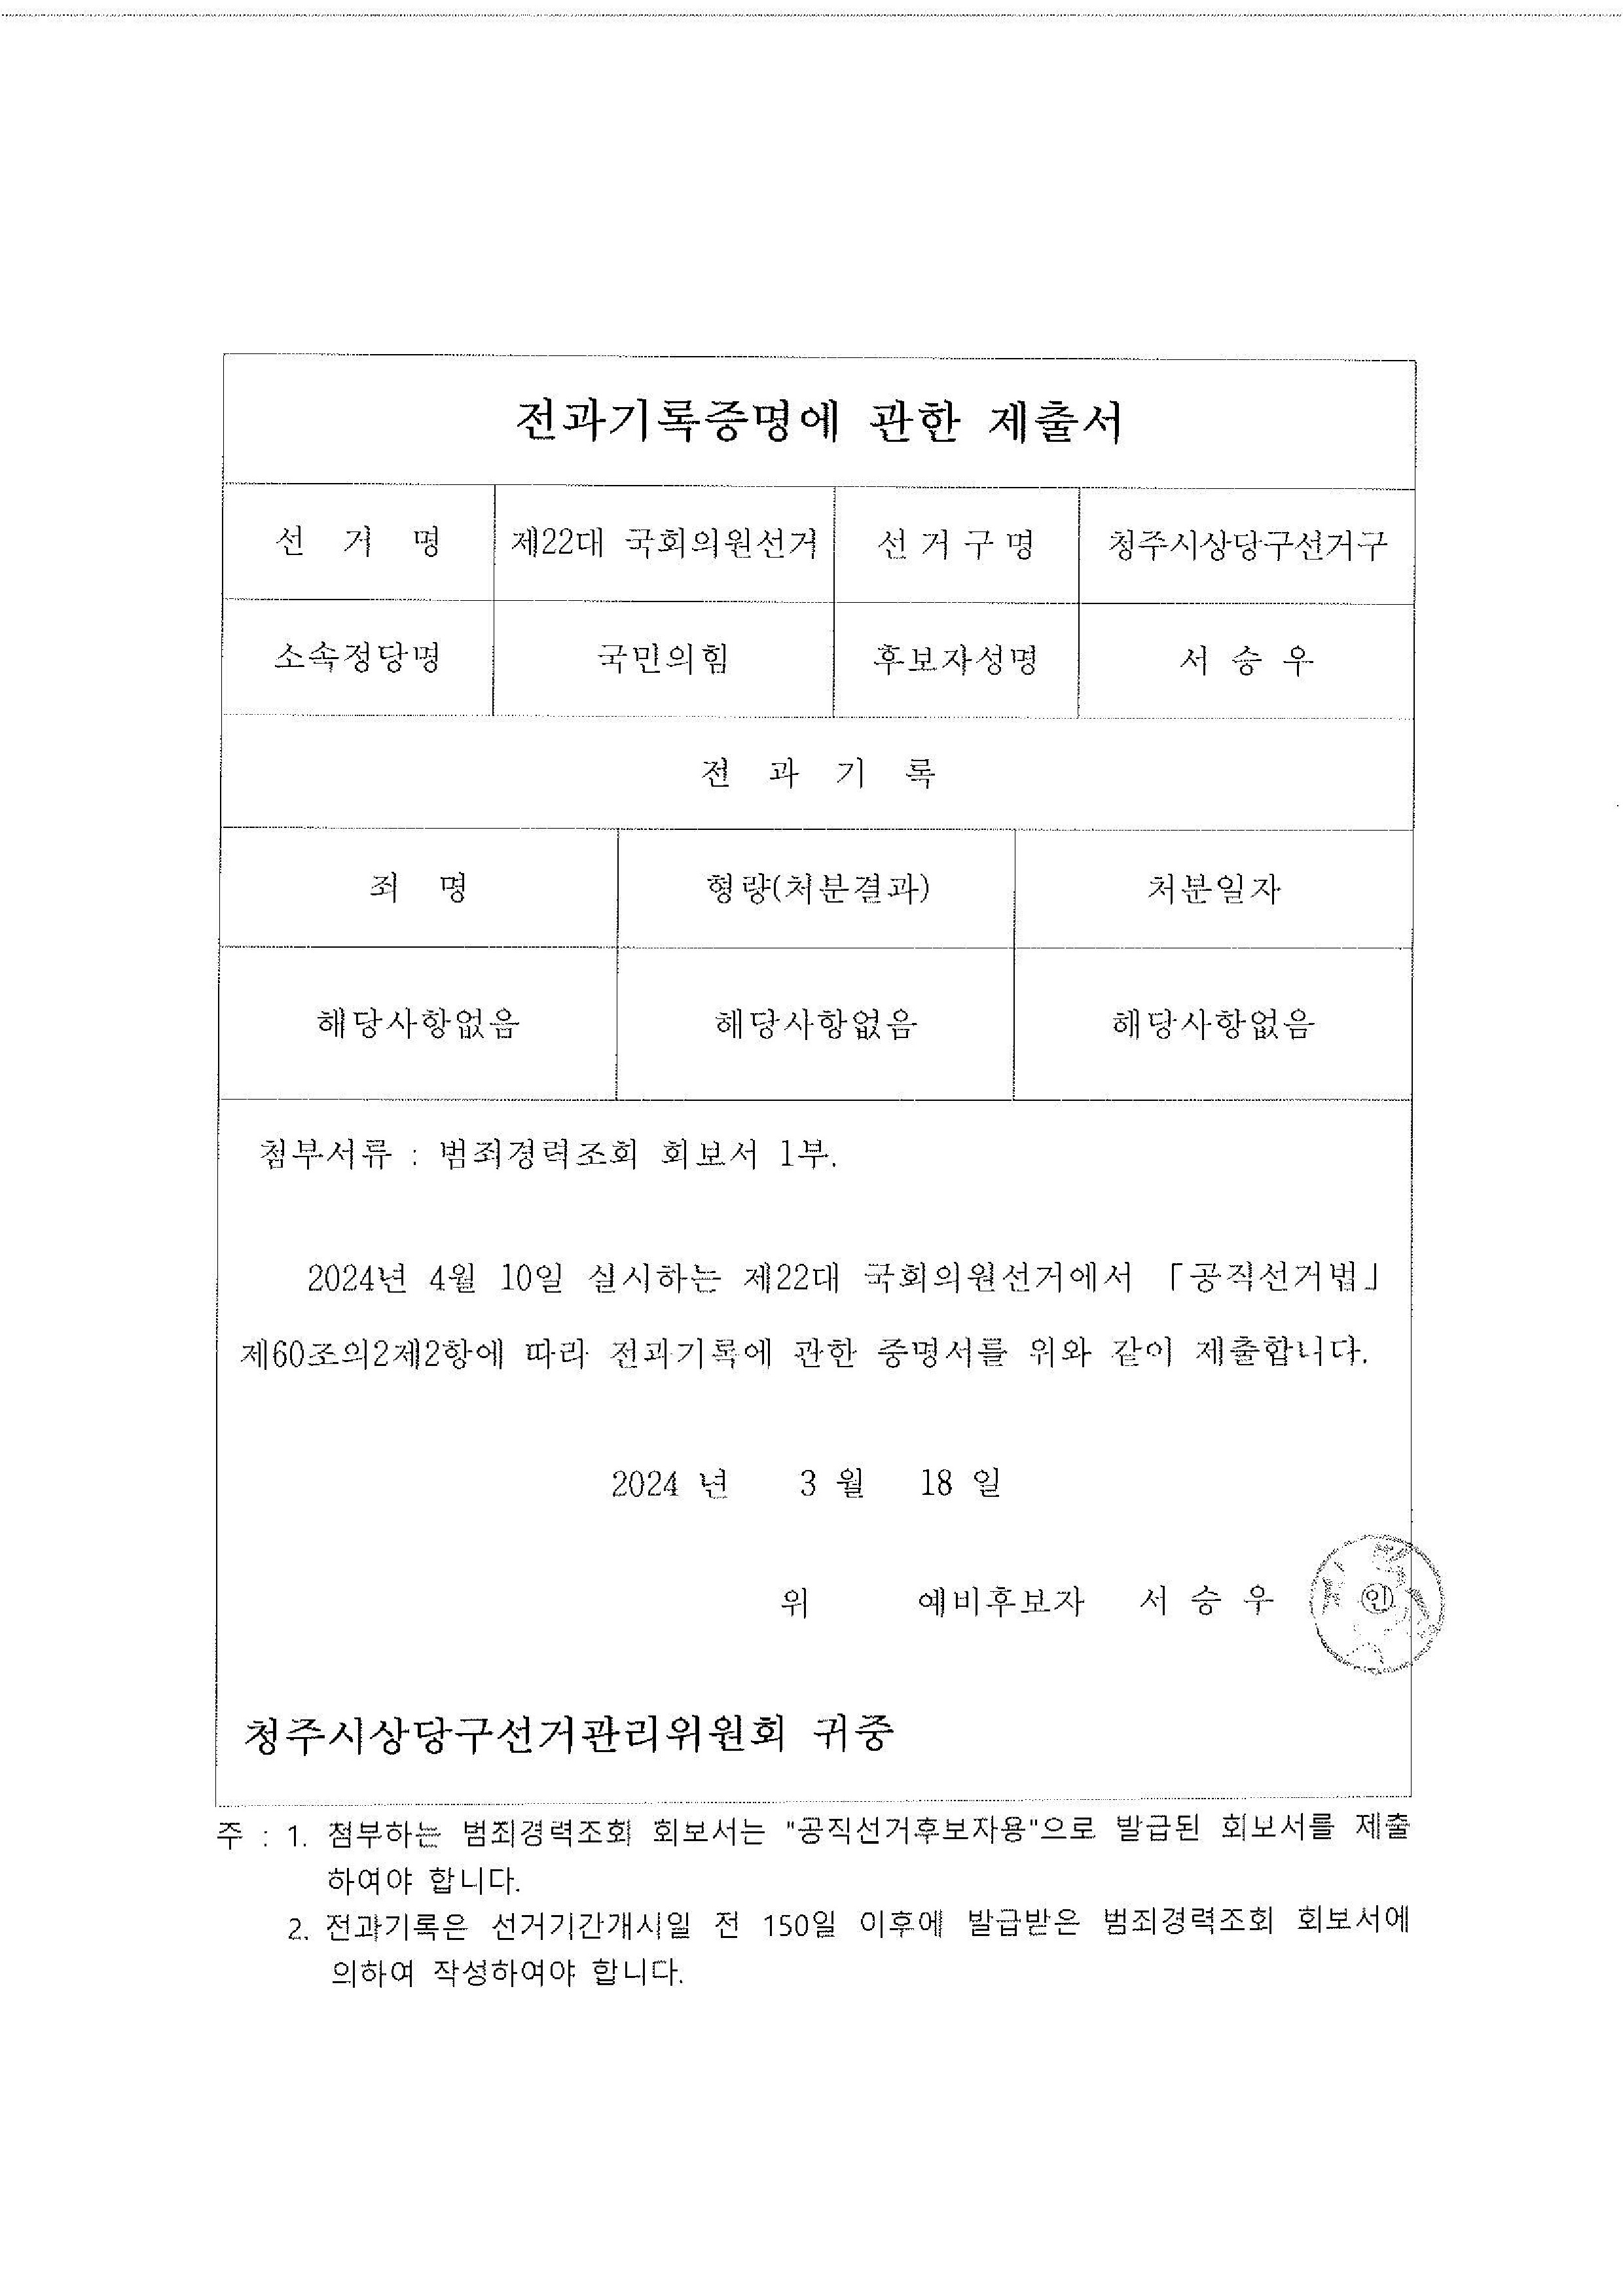 전과기록증명에 관한 제출서
선 거 명 제22대 국회의원선거 선거구명 청주시상당구선거구
소속정당명 국민의힘 후보자성명 서 승 우
전 과 기 록
죄 명 형량(처분결과) 처분일자
해당사항없음 해당사항없음 해당사항없음
첨부서류 : 범죄경력조회 회보서 1부.
2024년 4월 10일 실시하는 제22대 국회의원선거에서 「공직선거법」
제60조의2제2항에 따라 전과기록에 관한 증명서를 위와 같이 제출합니다.
2024 년 3 월 18 일
위 예비후보자 서 승 우 ㊞
청주시상당구선거관리위원회 귀중
주 : 1. 첨부하는 범죄경력조회 회보서는 "공직선거후보자용"으로 발급된 회보서를 제출
하여야 합니다.
2. 전과기록은 선거기간개시일 전 150일 이후에 발급받은 범죄경력조회 회보서에
의하여 작성하여야 합니다.